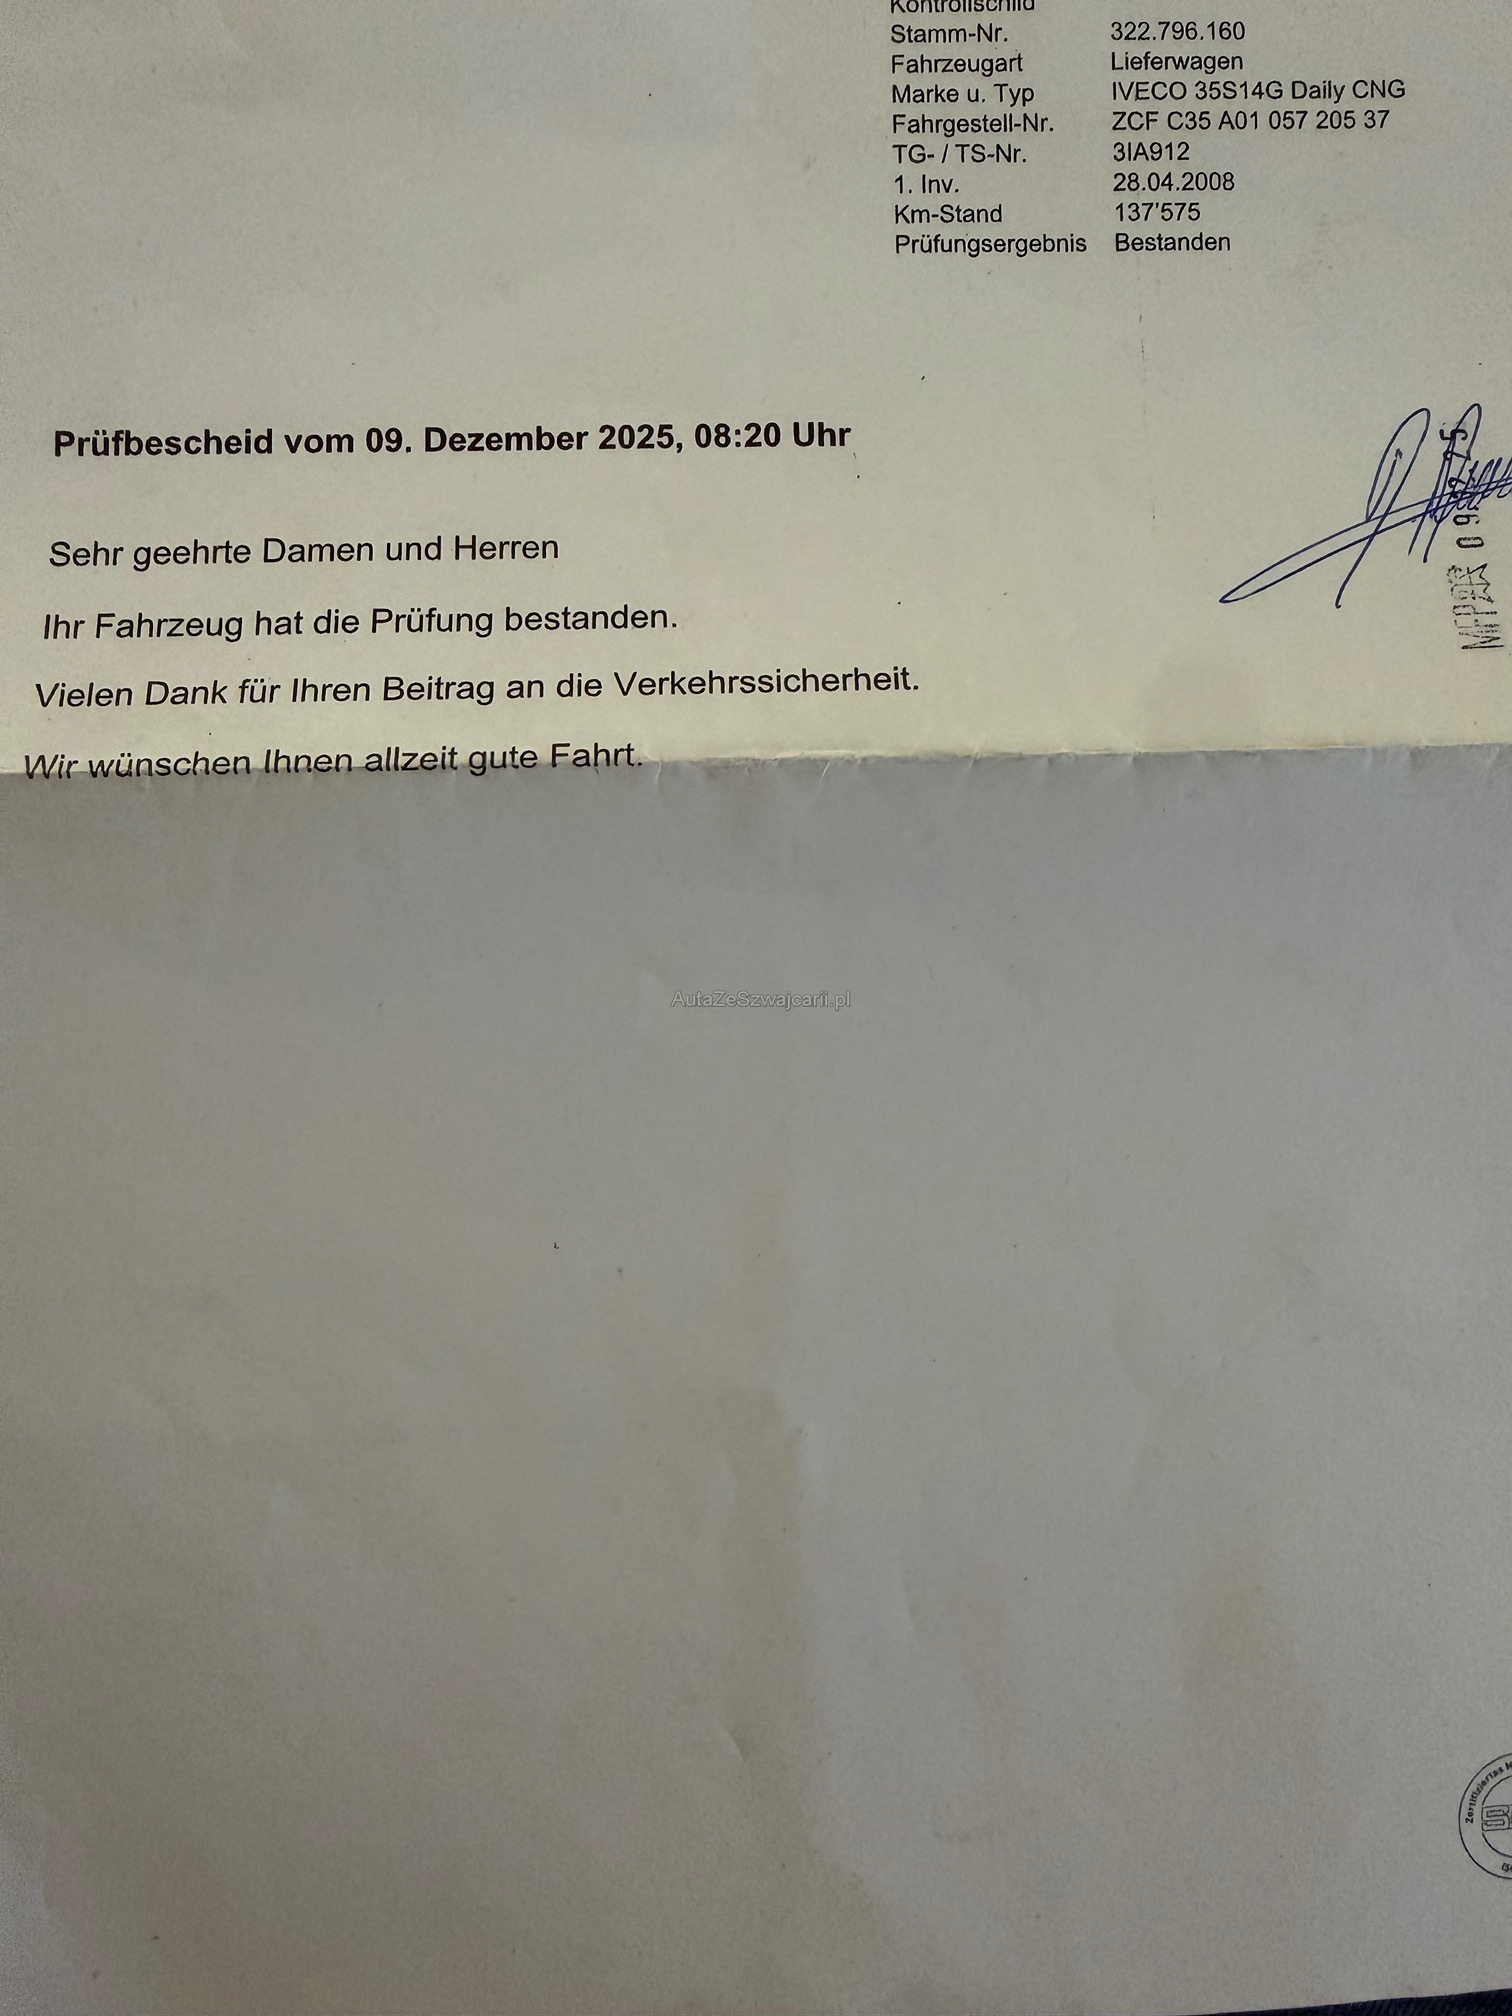 Kontrollschild
Stamm-Nr. 322.796.160
Fahrzeugart Lieferwagen
Marke u. Typ IVECO 35S14G Daily CNG
Fahrgestell-Nr. ZCF C35 A01 057 205 37
TG- / TS-Nr. 3IA912
1. Inv. 28.04.2008
Km-Stand 137'575
Prüfungsergebnis Bestanden
Prüfbescheid vom 09. Dezember 2025, 08:20 Uhr
Sehr geehrte Damen und Herren
Ihr Fahrzeug hat die Prüfung bestanden.
Vielen Dank für Ihren Beitrag an die Verkehrssicherheit.
Wir wünschen Ihnen allzeit gute Fahrt.
AutaZeSzwajcarii.pl
Zertifiziertes